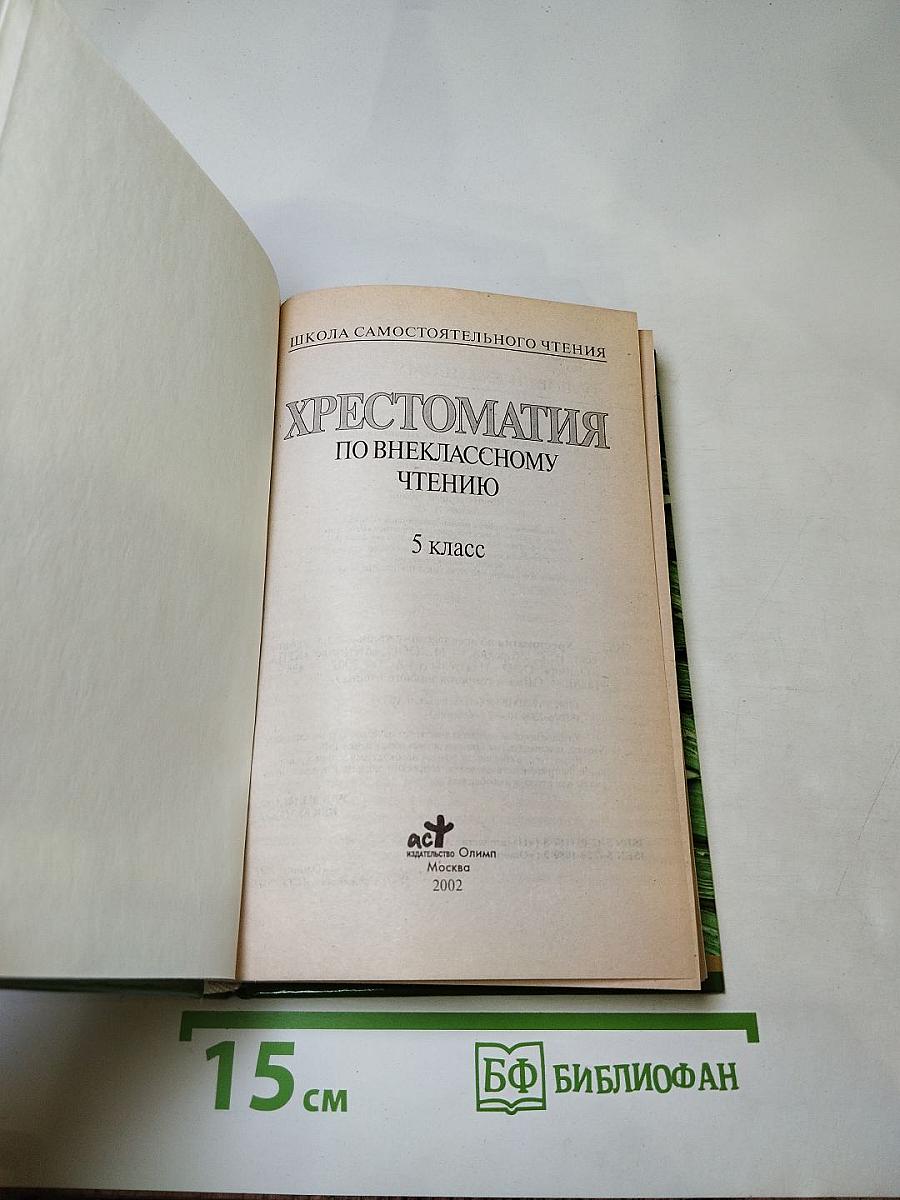 ШКОЛА САМОСТОЯТЕЛЬНОГО ЧТЕНИЯ
ХРЕСТОМАТИЯ
ПО ВНЕКЛАССНОМУ
ЧТЕНИЮ
5 класс
аст
ИЗДАТЕЛЬСТВО Олимп
Москва
2002
15 см
БФ БИБЛИОФАН